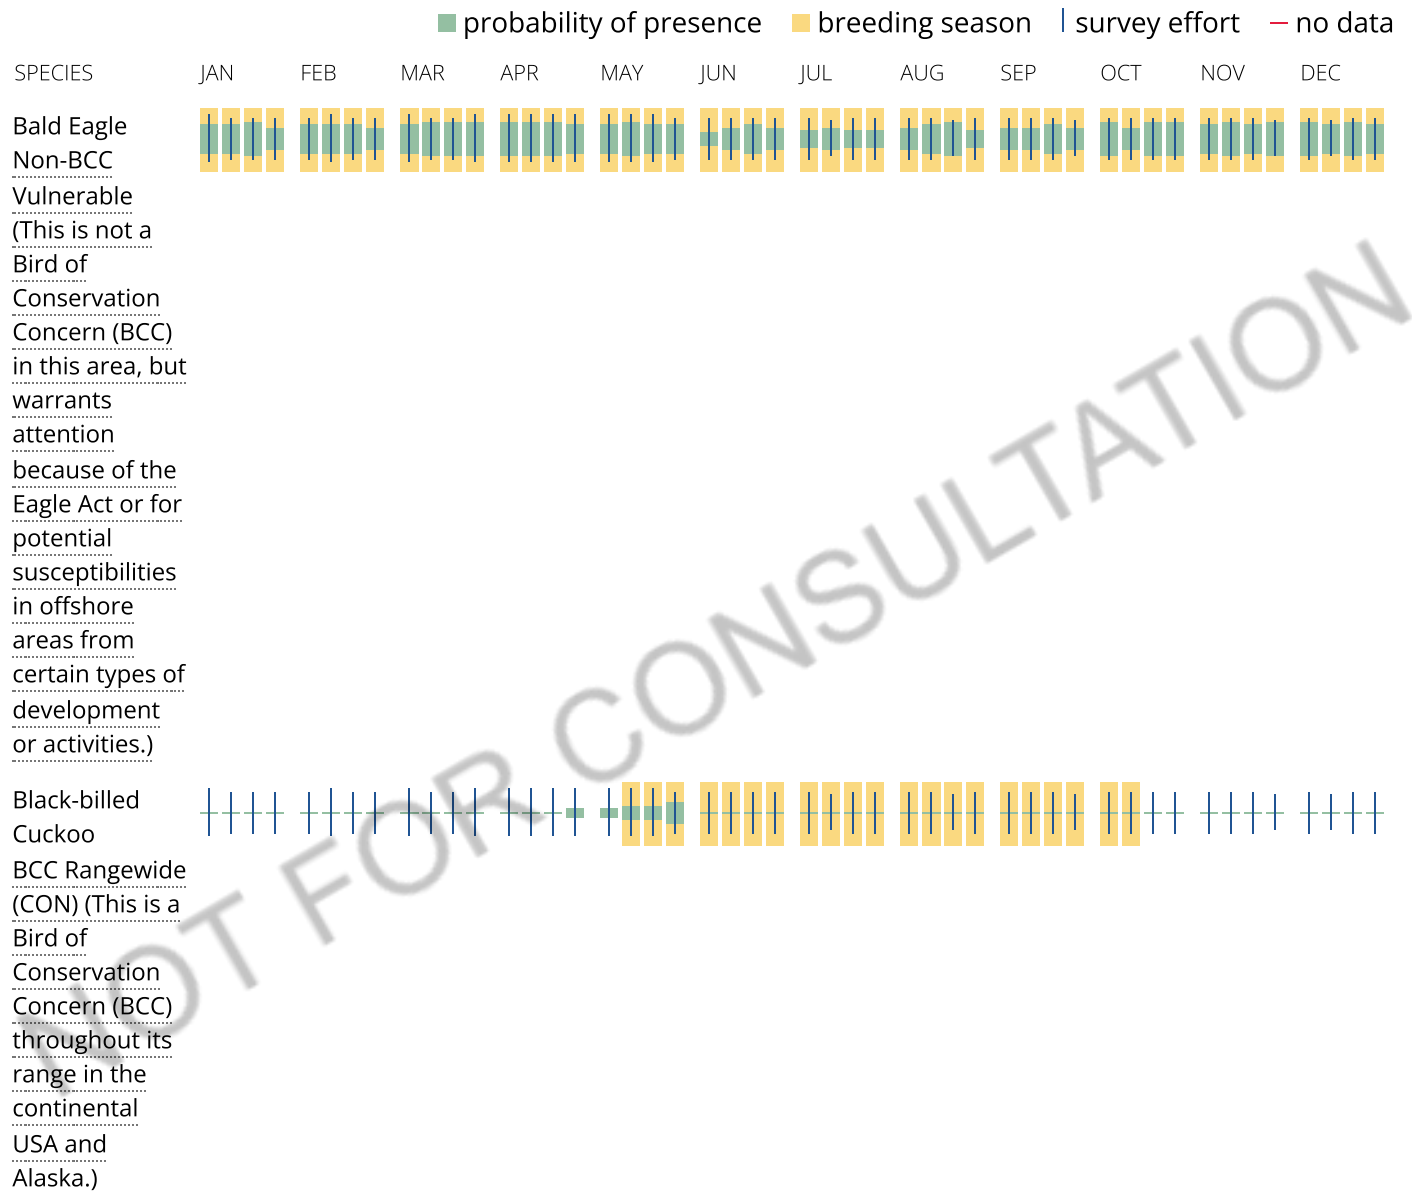 probability of presence breeding season survey effort no data
SPECIES JAN FEB MAR APR MAY JUN JUL AUG SEP OCT NOV DEC
Bald Eagle
Non-BCC
Vulnerable
(This is not a
Bird of
Conservation
Concern (BCC)
in this area, but
warrants
attention
because of the
Eagle Act or for
potential
susceptibilities
in offshore
areas from
certain types of
development
or activities.)
Black-billed
Cuckoo
BCC Rangewide
(CON) (This is a
Bird of
Conservation
Concern (BCC)
throughout its
range in the
continental
USA and
Alaska.)
NOT FOR CONSULTATION